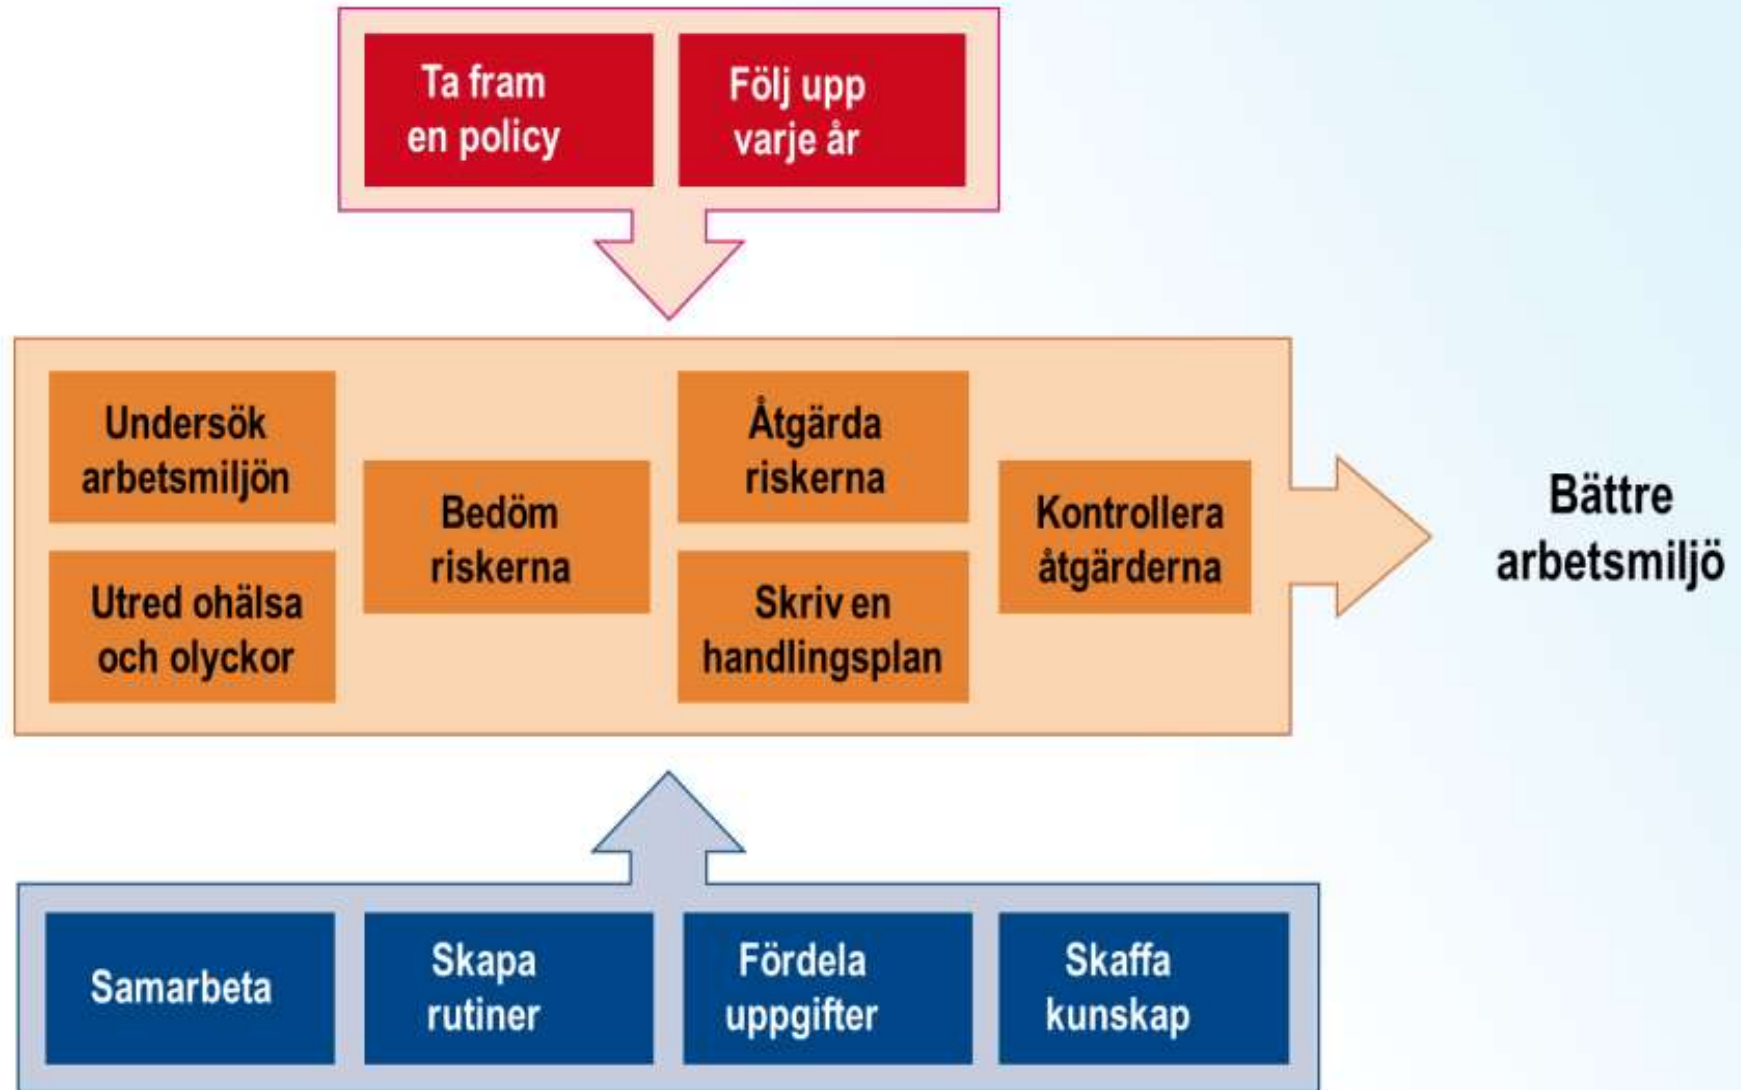 Ta fram
en policy
Följ upp
varje år
Undersök
arbetsmiljön
Utred ohälsa
och olyckor
Bedöm
riskerna
Åtgärda
riskerna
Skriv en
handlingsplan
Kontrollera
åtgärderna
Bättre
arbetsmiljö
Samarbeta
Skapa
rutiner
Fördela
uppgifter
Skaffa
kunskap